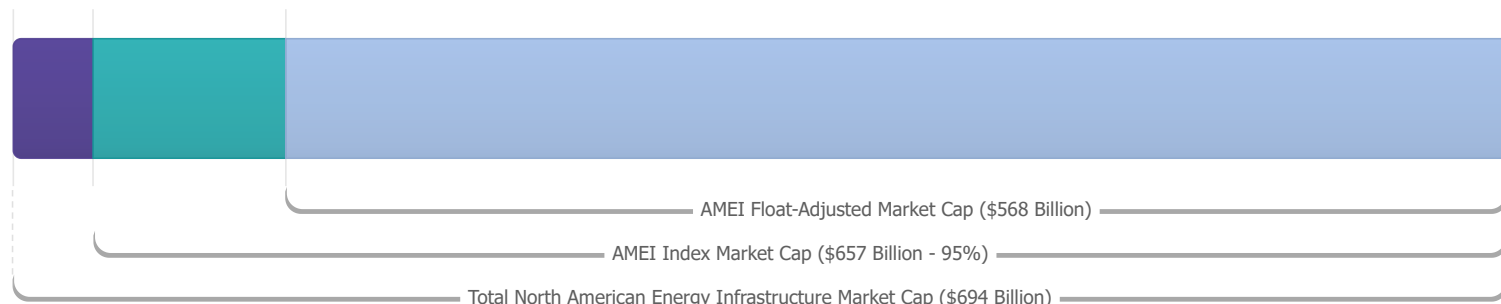 AMEI Float-Adjusted Market Cap ($568 Billion)
AMEI Index Market Cap ($657 Billion - 95%)
Total North American Energy Infrastructure Market Cap ($694 Billion)